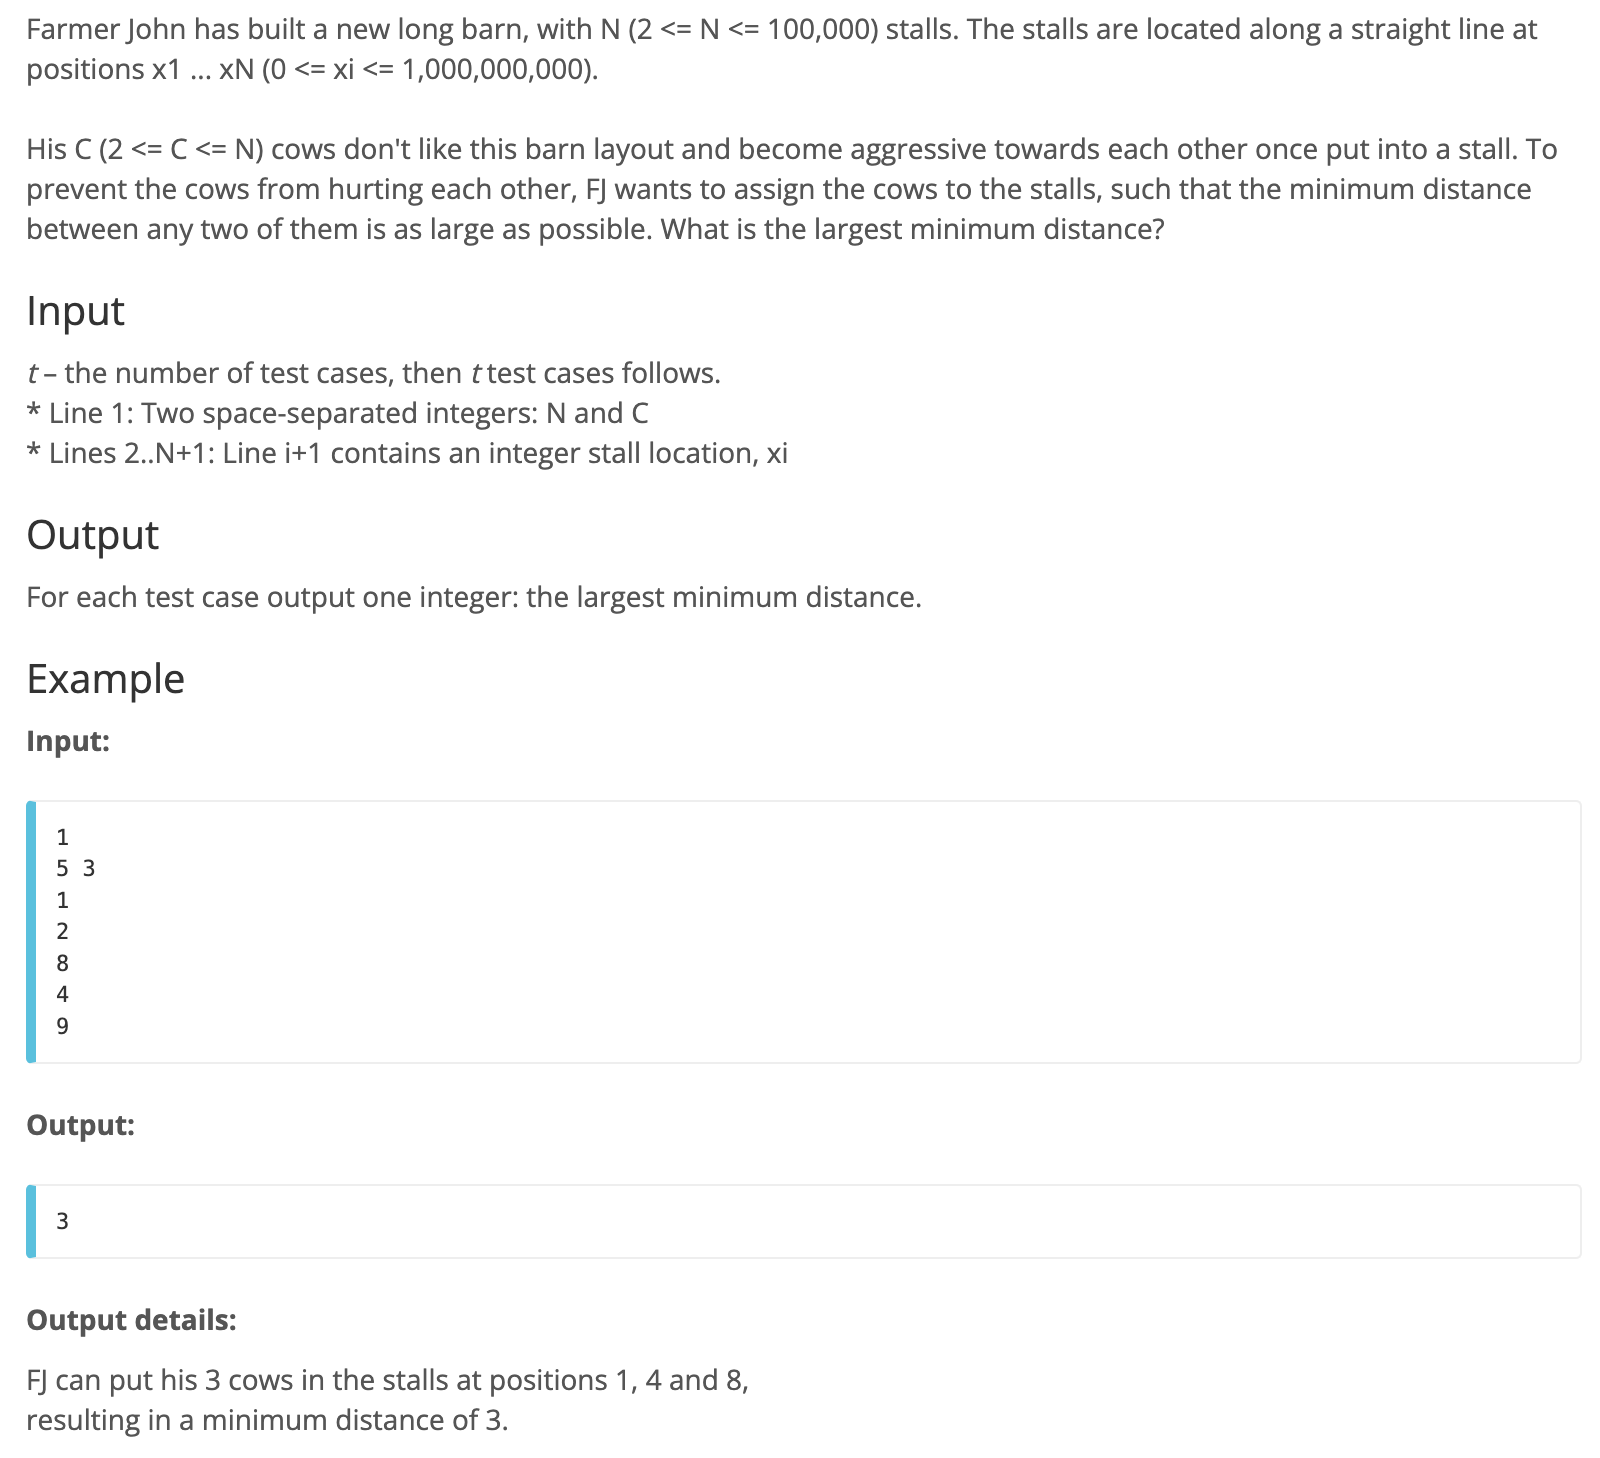 Farmer John has built a new long barn, with N (2 <= N <= 100,000) stalls. The stalls are located along a straight line at
positions x1 ... xN (0 <= xi <= 1,000,000,000).
His C (2 <= C <= N) cows don't like this barn layout and become aggressive towards each other once put into a stall. To
prevent the cows from hurting each other, FJ wants to assign the cows to the stalls, such that the minimum distance
between any two of them is as large as possible. What is the largest minimum distance?
Input
t – the number of test cases, then t test cases follows.
* Line 1: Two space-separated integers: N and C
* Lines 2..N+1: Line i+1 contains an integer stall location, xi
Output
For each test case output one integer: the largest minimum distance.
Example
Input:
1
5 3
1
2
8
4
9
Output:
3
Output details:
FJ can put his 3 cows in the stalls at positions 1, 4 and 8,
resulting in a minimum distance of 3.